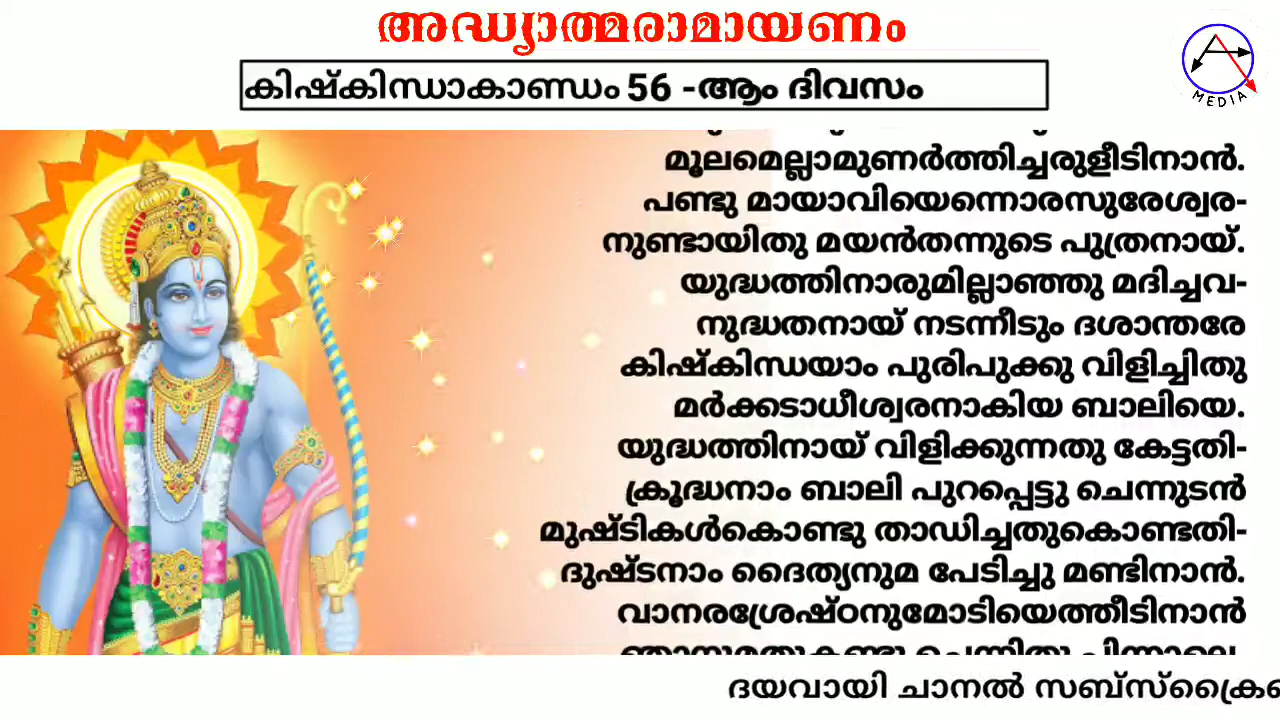 അദ്ധ്യാത്മരാമായണം
കിഷ്കിന്ധാകാണ്ഡം 56 -ആം ദിവസം
MEDIA
മൂലമെല്ലാമുണർത്തിച്ചരുളീടിനാൻ.
പണ്ടു മായാവിയെന്നൊരസുരേശ്വര-
നുണ്ടായിതു മയൻതന്നുടെ പുത്രനായ്.
യുദ്ധത്തിനാരുമില്ലാഞ്ഞു മദിച്ചവ-
നുദ്ധതനായ് നടന്നീടും ദശാന്തരേ
കിഷ്കിന്ധയാം പുരിപുക്കു വിളിച്ചിതു
മർക്കടാധീശ്വരനാകിയ ബാലിയെ.
യുദ്ധത്തിനായ് വിളിക്കുന്നതു കേട്ടതി-
ക്രൂദ്ധനാം ബാലി പുറപ്പെട്ടു ചെന്നുടൻ
മുഷ്ടികൾകൊണ്ടു താഡിച്ചതുകൊണ്ടതി-
ദുഷ്ടനാം ദൈത്യനുമ പേടിച്ചു മണ്ടിനാൻ.
വാനരശ്രേഷ്ഠനുമോടിയെത്തീടിനാൻ
ഞാനുമതുകണ്ടു ചെന്നിതു പിന്നാലെ.
ദയവായി ചാനൽ